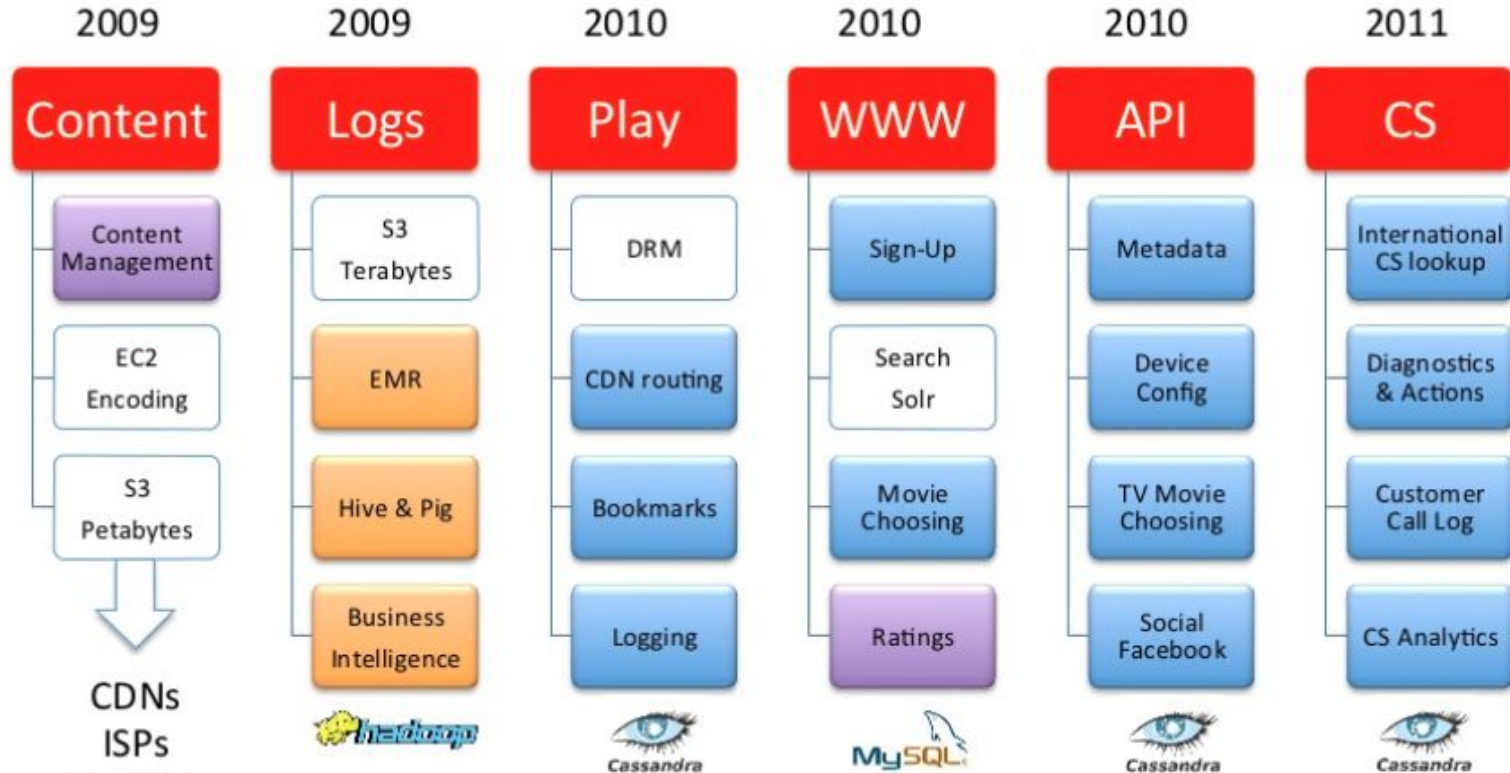 2009
Content
Content
Management
EC2
Encoding
S3
Petabytes
CDNs
ISPs
2009
Logs
S3
Terabytes
EMR
Hive & Pig
Business
Intelligence
hadoop
2010
Play
DRM
CDN routing
Bookmarks
Logging
Cassandra
2010
WWW
Sign-Up
Search
Solr
Movie
Choosing
Ratings
MySQL
2010
API
Metadata
Device
Config
TV Movie
Choosing
Social
Facebook
Cassandra
2011
CS
International
CS lookup
Diagnostics
& Actions
Customer
Call Log
CS Analytics
Cassandra